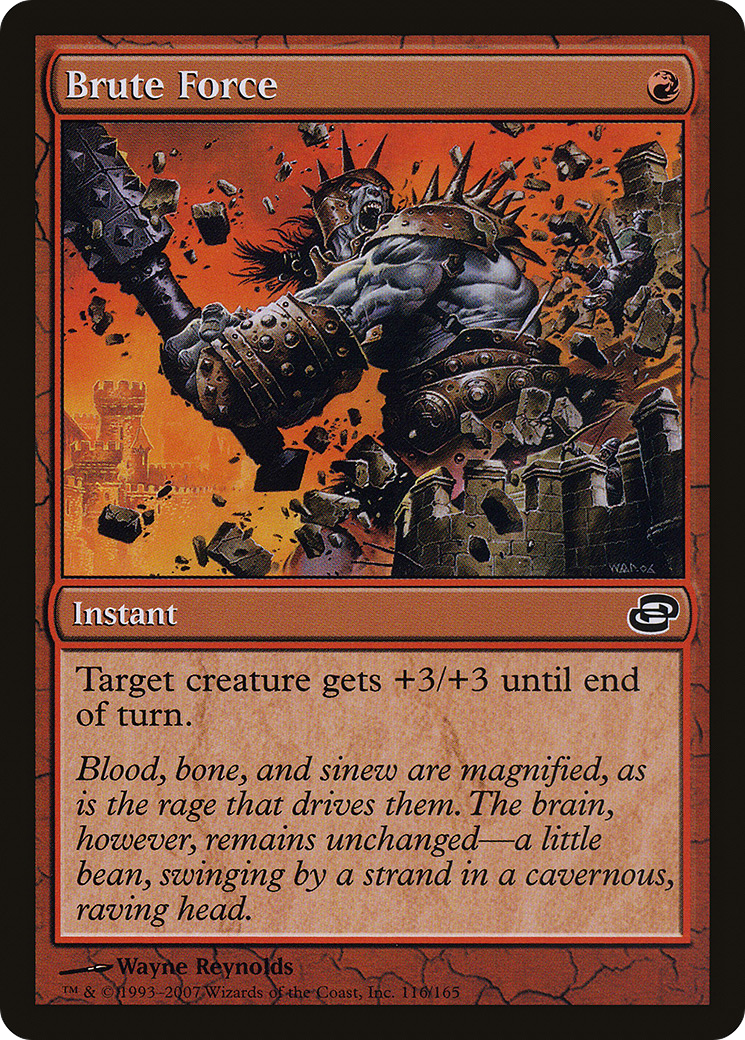 Brute Force
Instant
Target creature gets +3/+3 until end
of turn.
Blood, bone, and sinew are magnified, as
is the rage that drives them. The brain,
however, remains unchanged—a little
bean, swinging by a strand in a cavernous,
raving head.
Wayne Reynolds
™ & © 1993–2007 Wizards of the Coast, Inc. 116/165